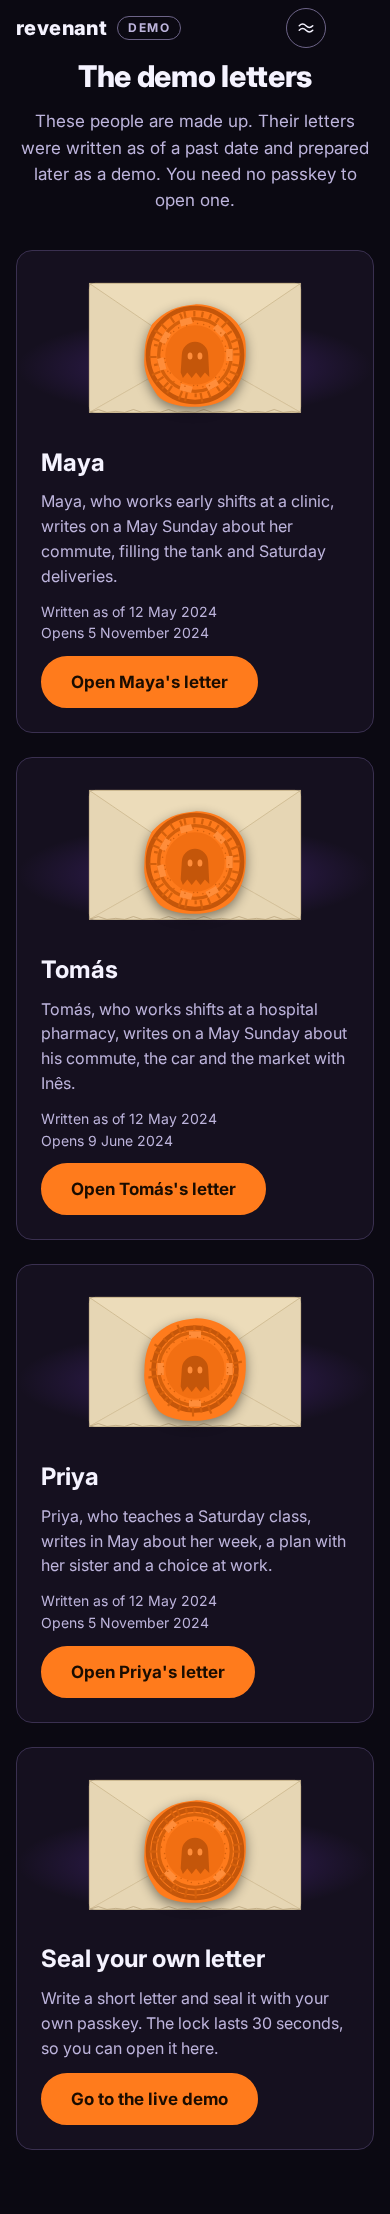 revenant DEMO
The demo letters
These people are made up. Their letters
were written as of a past date and prepared
later as a demo. You need no passkey to
open one.
Maya
Maya, who works early shifts at a clinic,
writes on a May Sunday about her
commute, filling the tank and Saturday
deliveries.
Written as of 12 May 2024
Opens 5 November 2024
Open Maya's letter
Tomás
Tomás, who works shifts at a hospital
pharmacy, writes on a May Sunday about
his commute, the car and the market with
Inês.
Written as of 12 May 2024
Opens 9 June 2024
Open Tomás's letter
Priya
Priya, who teaches a Saturday class,
writes in May about her week, a plan with
her sister and a choice at work.
Written as of 12 May 2024
Opens 5 November 2024
Open Priya's letter
Seal your own letter
Write a short letter and seal it with your
own passkey. The lock lasts 30 seconds,
so you can open it here.
Go to the live demo